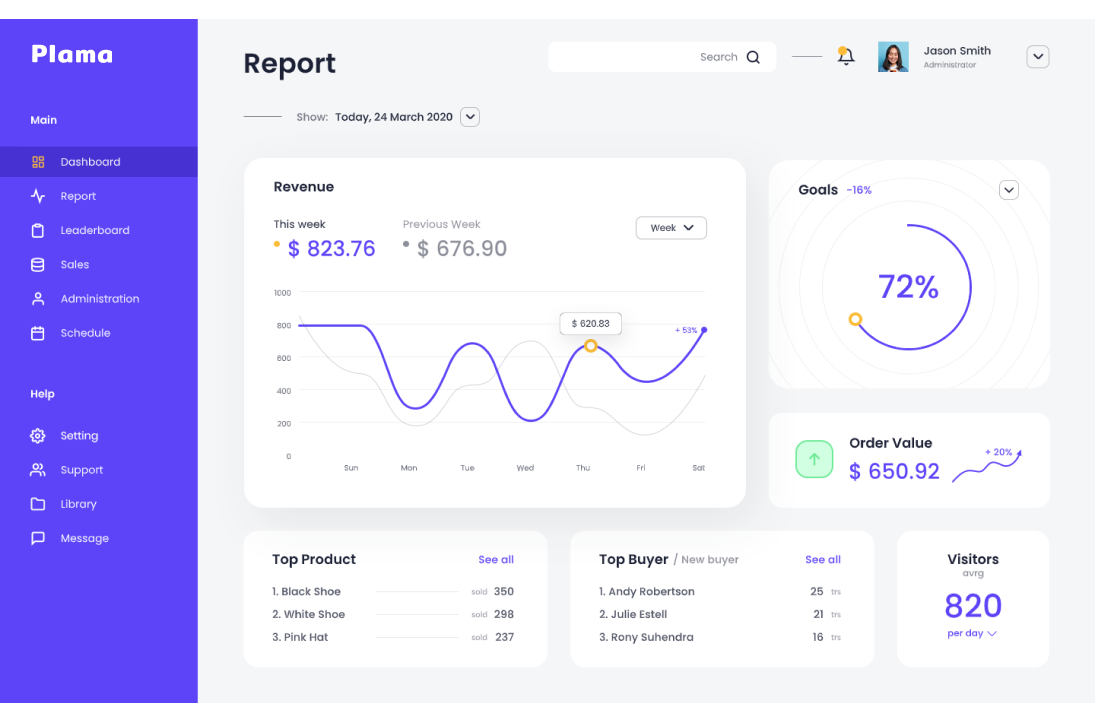 Plama
Main
Dashboard
Report
Leaderboard
Sales
Administration
Schedule
Help
Setting
Support
Library
Message
Report
Search
Jason Smith
Administrator
Show: Today, 24 March 2020
Revenue
This week
$ 823.76
Previous Week
$ 676.90
Week
1000
800
600
400
200
0
$ 620.83
+ 53%
Sun Mon Tue Wed Thu Fri Sat
Goals -16%
72%
Order Value
$ 650.92
+ 20%
Top Product See all
1. Black Shoe sold 350
2. White Shoe sold 298
3. Pink Hat sold 237
Top Buyer / New buyer See all
1. Andy Robertson 25 trs
2. Julie Estell 21 trs
3. Rony Suhendra 16 trs
Visitors
avrg
820
per day